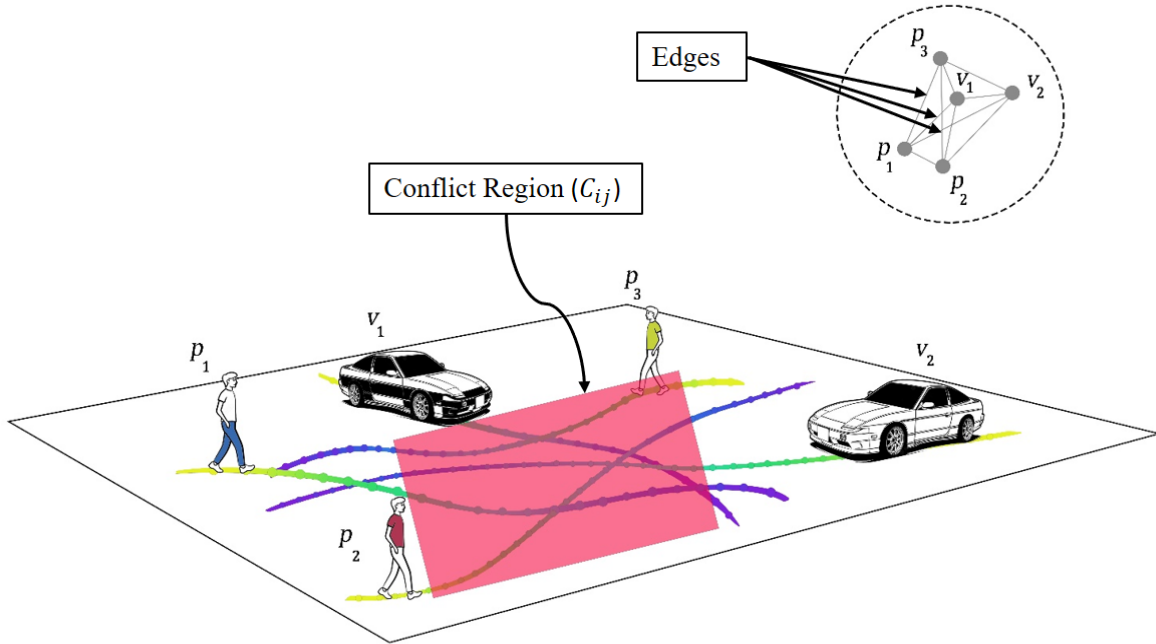 Edges
p₃
v₁
v₂
p₁
p₂
Conflict Region (Cᵢⱼ)
p₃
v₁
p₁
v₂
p₂